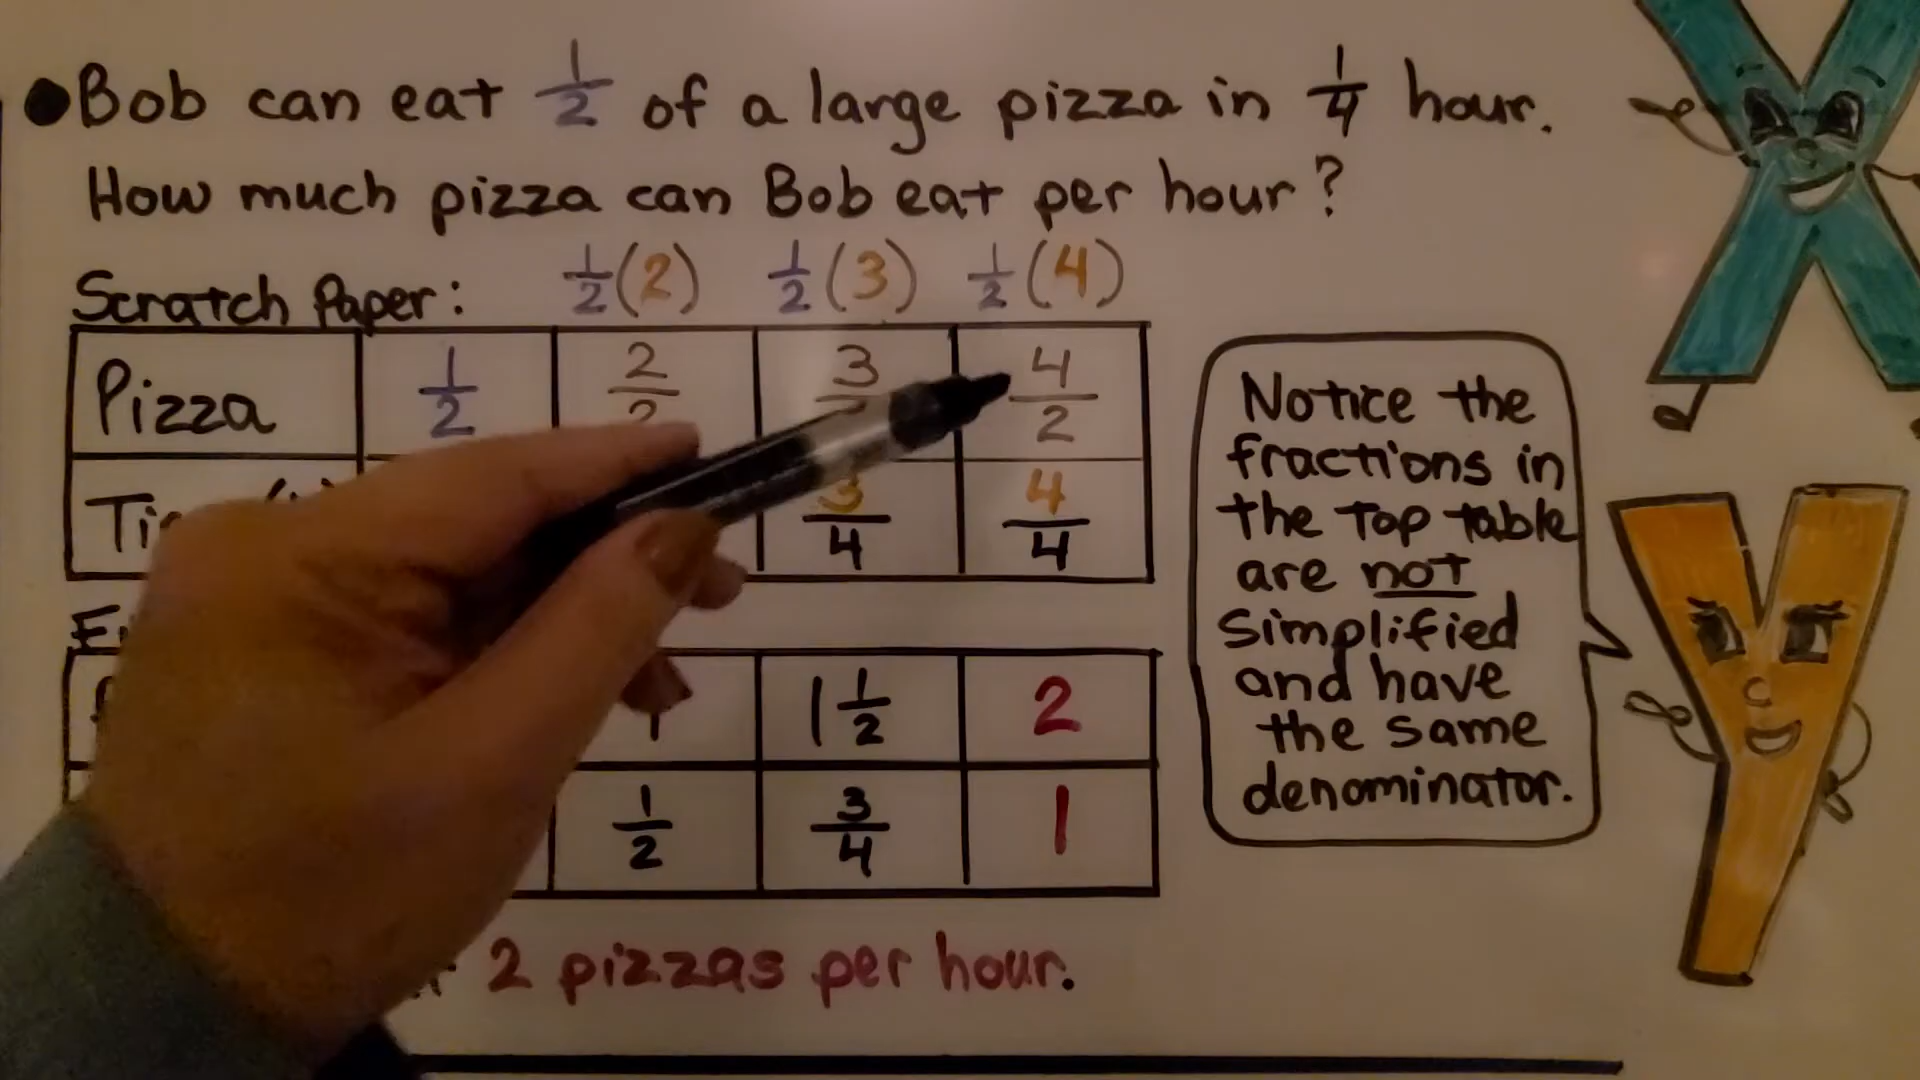 Bob can eat 1/2 of a large pizza in 1/4 hour.
How much pizza can Bob eat per hour?
Scratch Paper: 1/2(2) 1/2(3) 1/2(4)
Pizza 1/2 2/2 3 4/2
3/4 4/4
1 1 1/2 2
1/2 3/4 1
2 pizzas per hour.
Notice the
fractions in
the top table
are not
simplified
and have
the same
denominator.